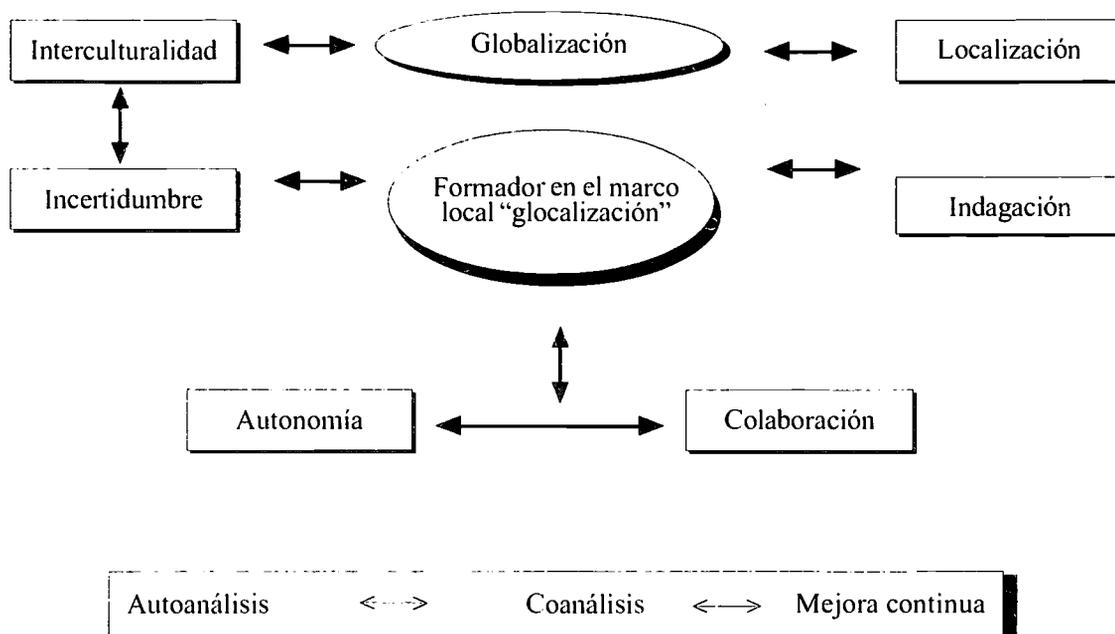 Interculturalidad
Globalización
Localización
Incertidumbre
Formador en el marco
local “glocalización”
Indagación
Autonomía
Colaboración
Autoanálisis Coanálisis Mejora continua